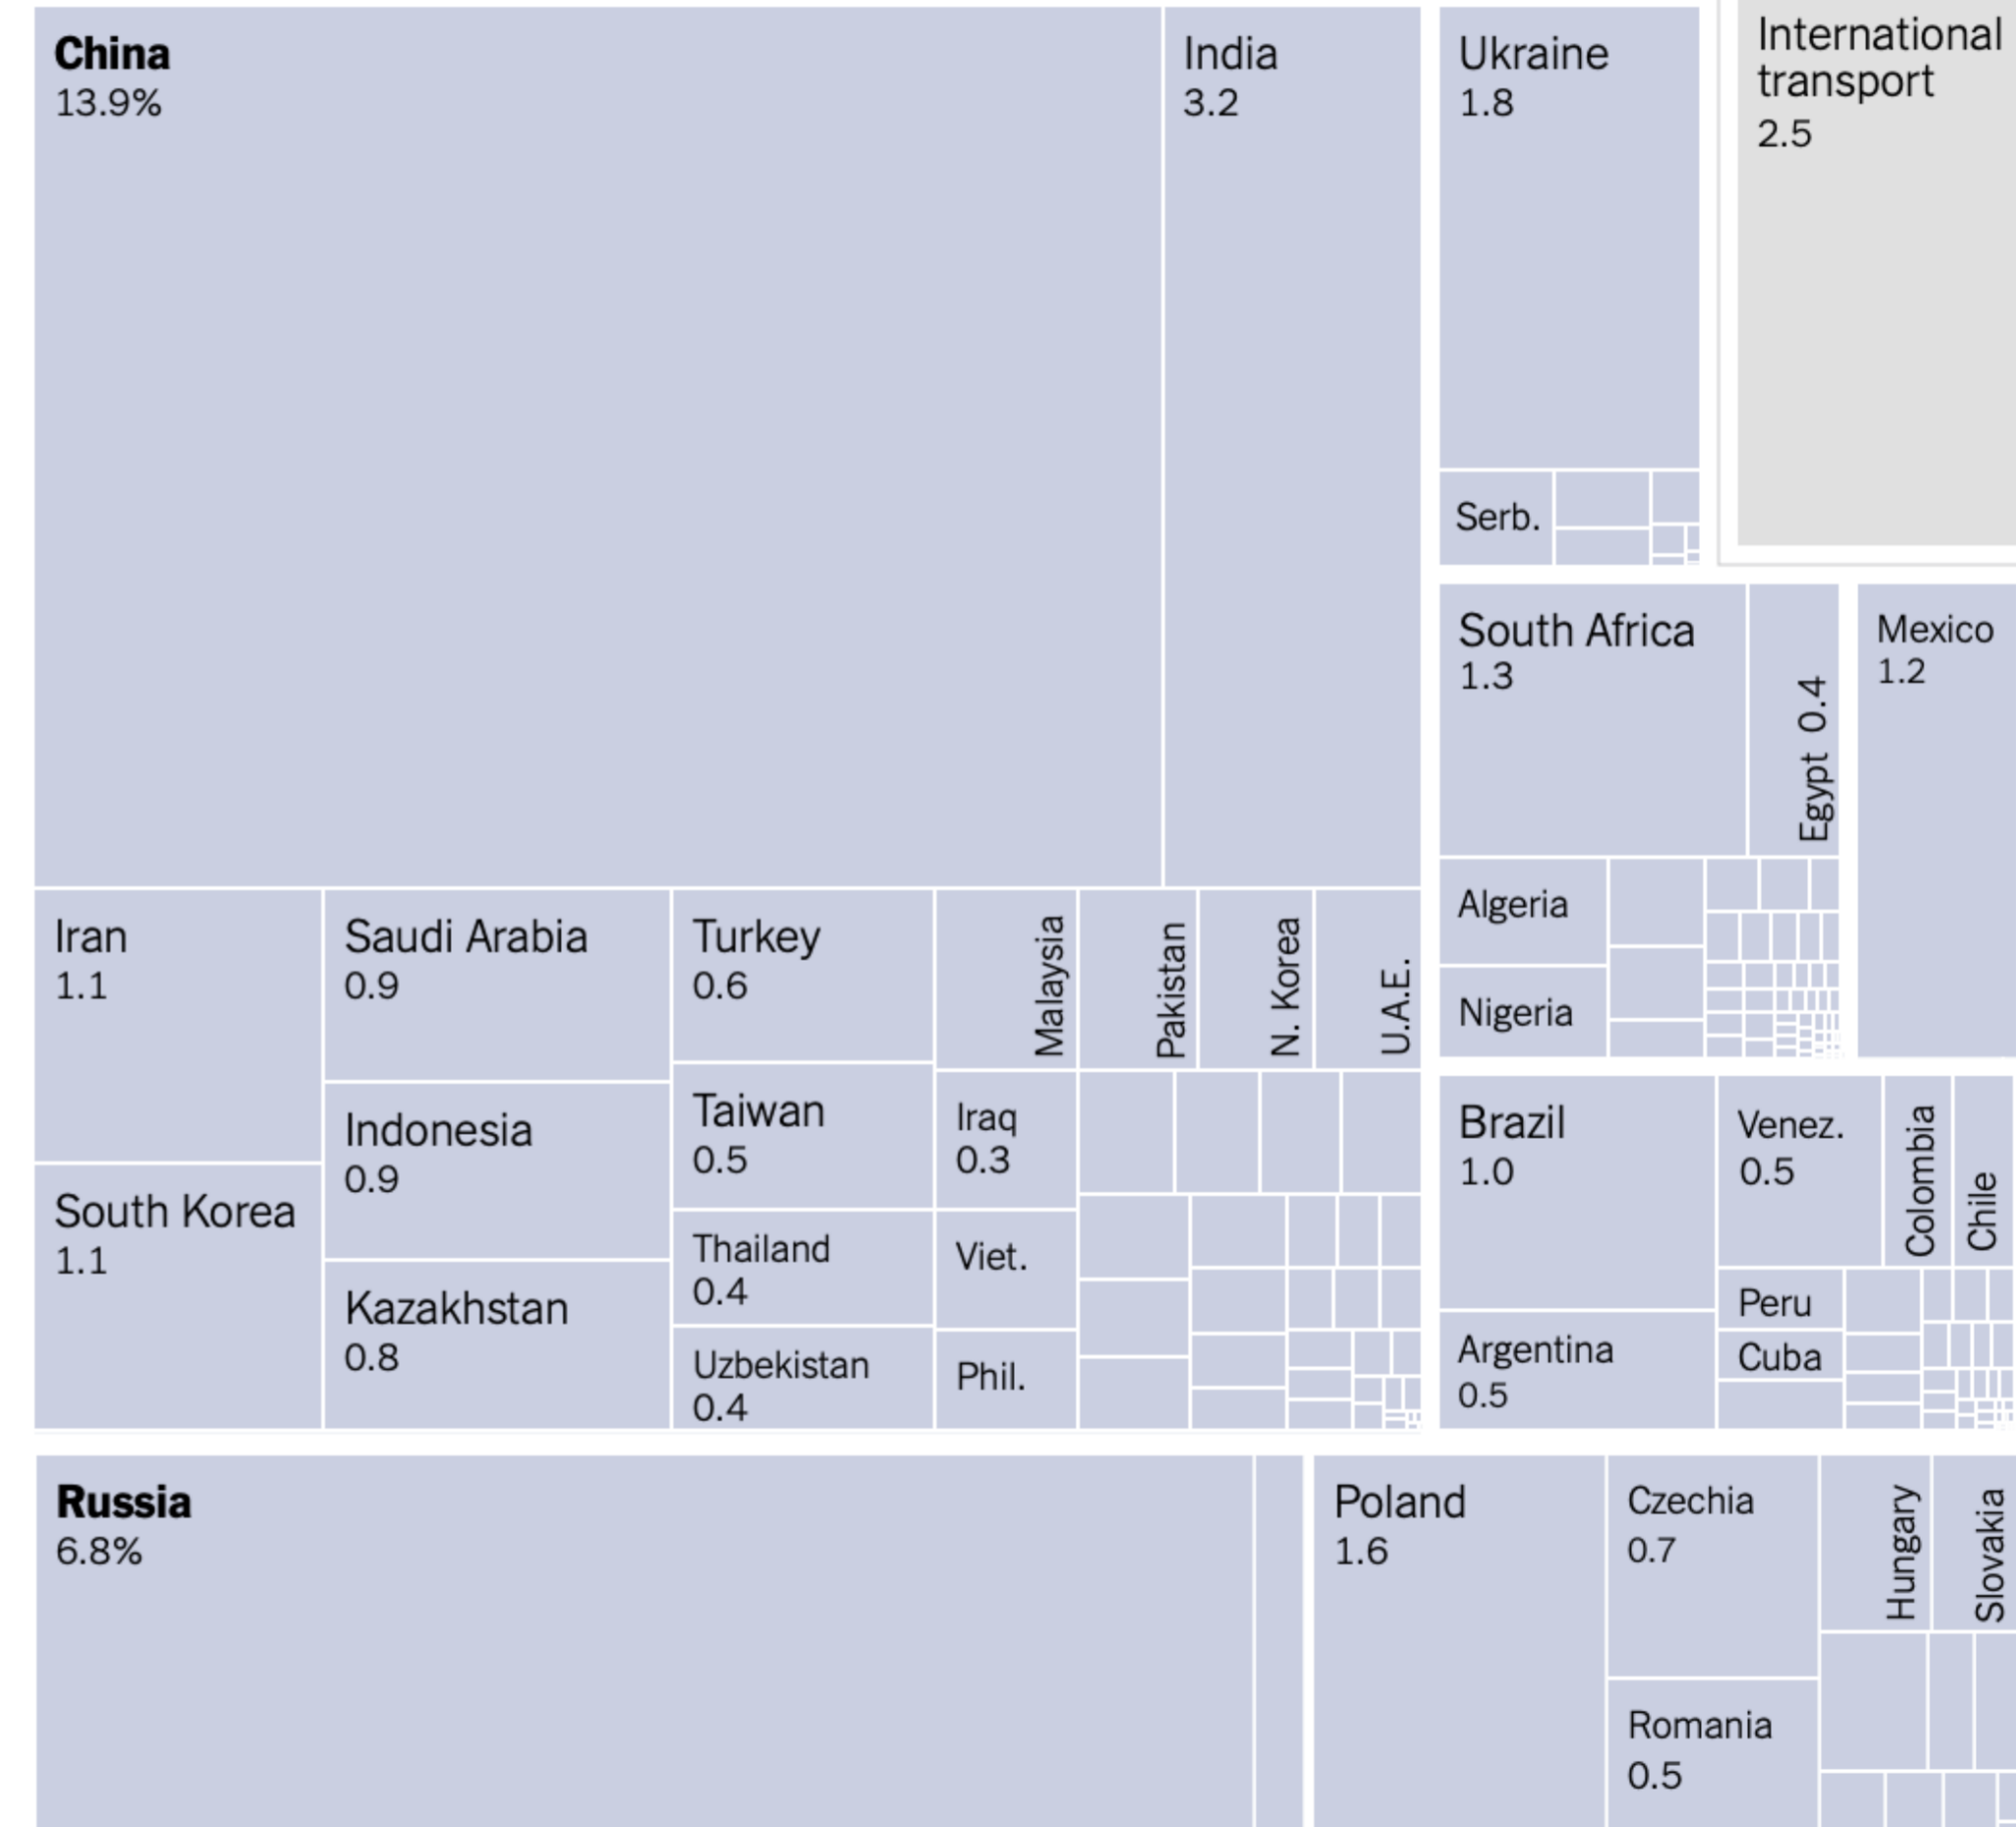 China
13.9%
India
3.2
Ukraine
1.8
International
transport
2.5
Serb.
South Africa
1.3
Egypt 0.4
Mexico
1.2
Algeria
Nigeria
Iran
1.1
South Korea
1.1
Saudi Arabia
0.9
Indonesia
0.9
Kazakhstan
0.8
Turkey
0.6
Taiwan
0.5
Thailand
0.4
Uzbekistan
0.4
Malaysia
Pakistan
N. Korea
U.A.E.
Iraq
0.3
Viet.
Phil.
Brazil
1.0
Argentina
0.5
Venez.
0.5
Colombia
Chile
Peru
Cuba
Russia
6.8%
Poland
1.6
Czechia
0.7
Romania
0.5
Hungary
Slovakia